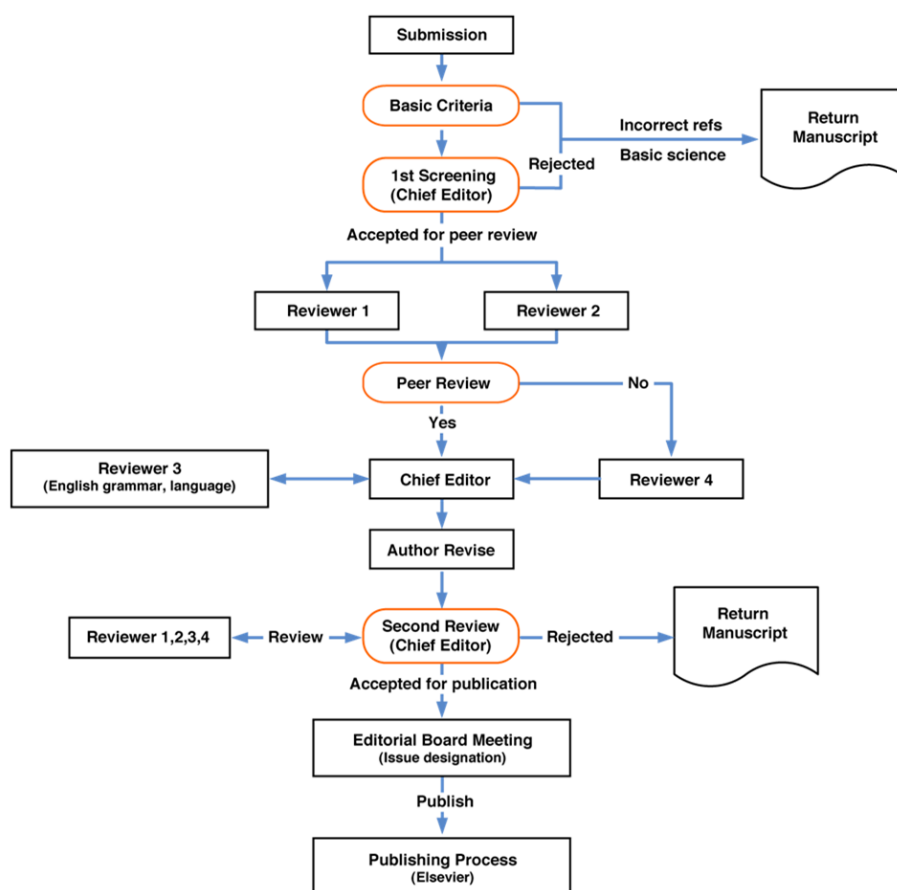 Submission
Basic Criteria
Incorrect refs
Basic science
Return
Manuscript
Rejected
1st Screening
(Chief Editor)
Accepted for peer review
Reviewer 1
Reviewer 2
Peer Review
No
Yes
Reviewer 3
(English grammar, language)
Chief Editor
Reviewer 4
Author Revise
Reviewer 1,2,3,4
Review
Second Review
(Chief Editor)
Rejected
Return
Manuscript
Accepted for publication
Editorial Board Meeting
(Issue designation)
Publish
Publishing Process
(Elsevier)